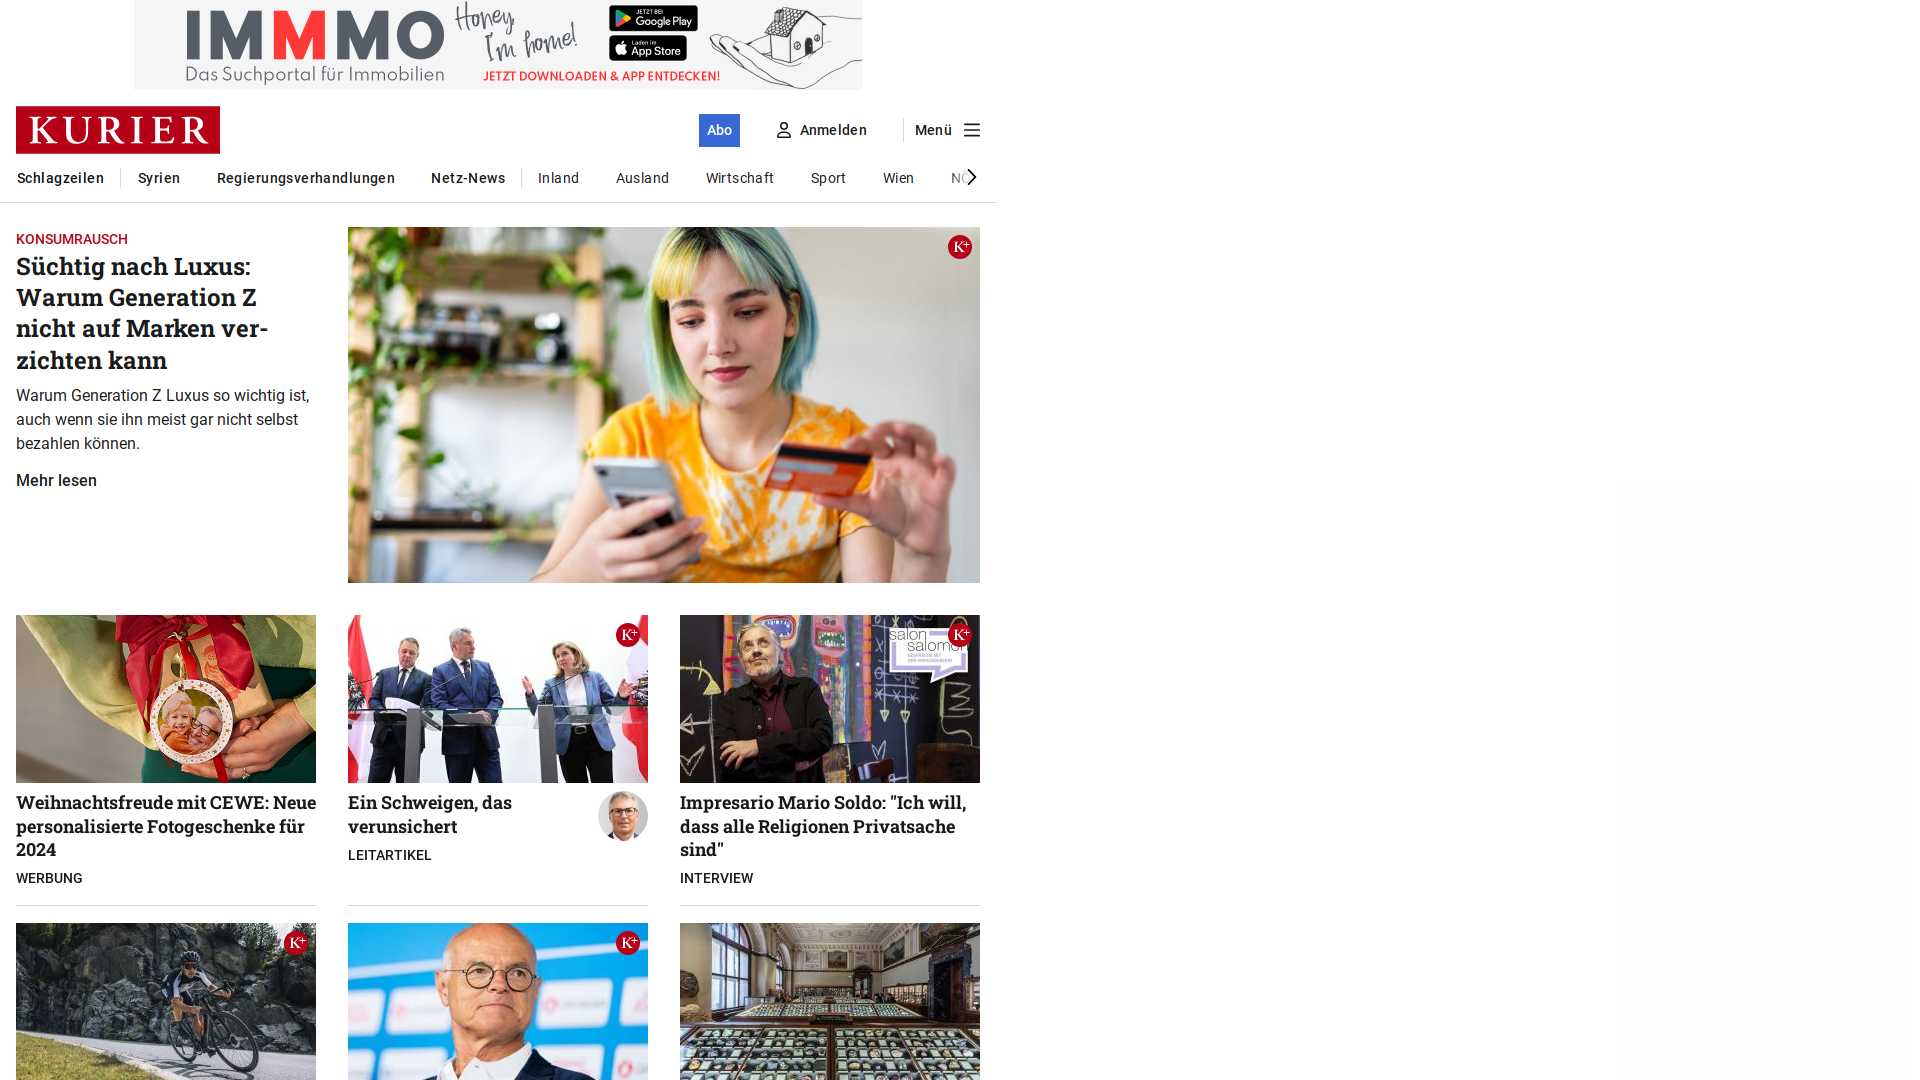 IMMMO
Das Suchportal für Immobilien
Honey, I'm home!
JETZT BEI
Google Play
Laden im
App Store
JETZT DOWNLOADEN & APP ENTDECKEN!
KURIER
Abo
Anmelden
Menü
Schlagzeilen
Syrien
Regierungsverhandlungen
Netz-News
Inland
Ausland
Wirtschaft
Sport
Wien
KONSUMRAUSCH
Süchtig nach Luxus:
Warum Generation Z
nicht auf Marken ver-
zichten kann
Warum Generation Z Luxus so wichtig ist,
auch wenn sie ihn meist gar nicht selbst
bezahlen können.
Mehr lesen
K+
K+
salon
salomon
K+
Weihnachtsfreude mit CEWE: Neue
personalisierte Fotogeschenke für
2024
WERBUNG
Ein Schweigen, das
verunsichert
LEITARTIKEL
Impresario Mario Soldo: "Ich will,
dass alle Religionen Privatsache
sind"
INTERVIEW
K+
K+